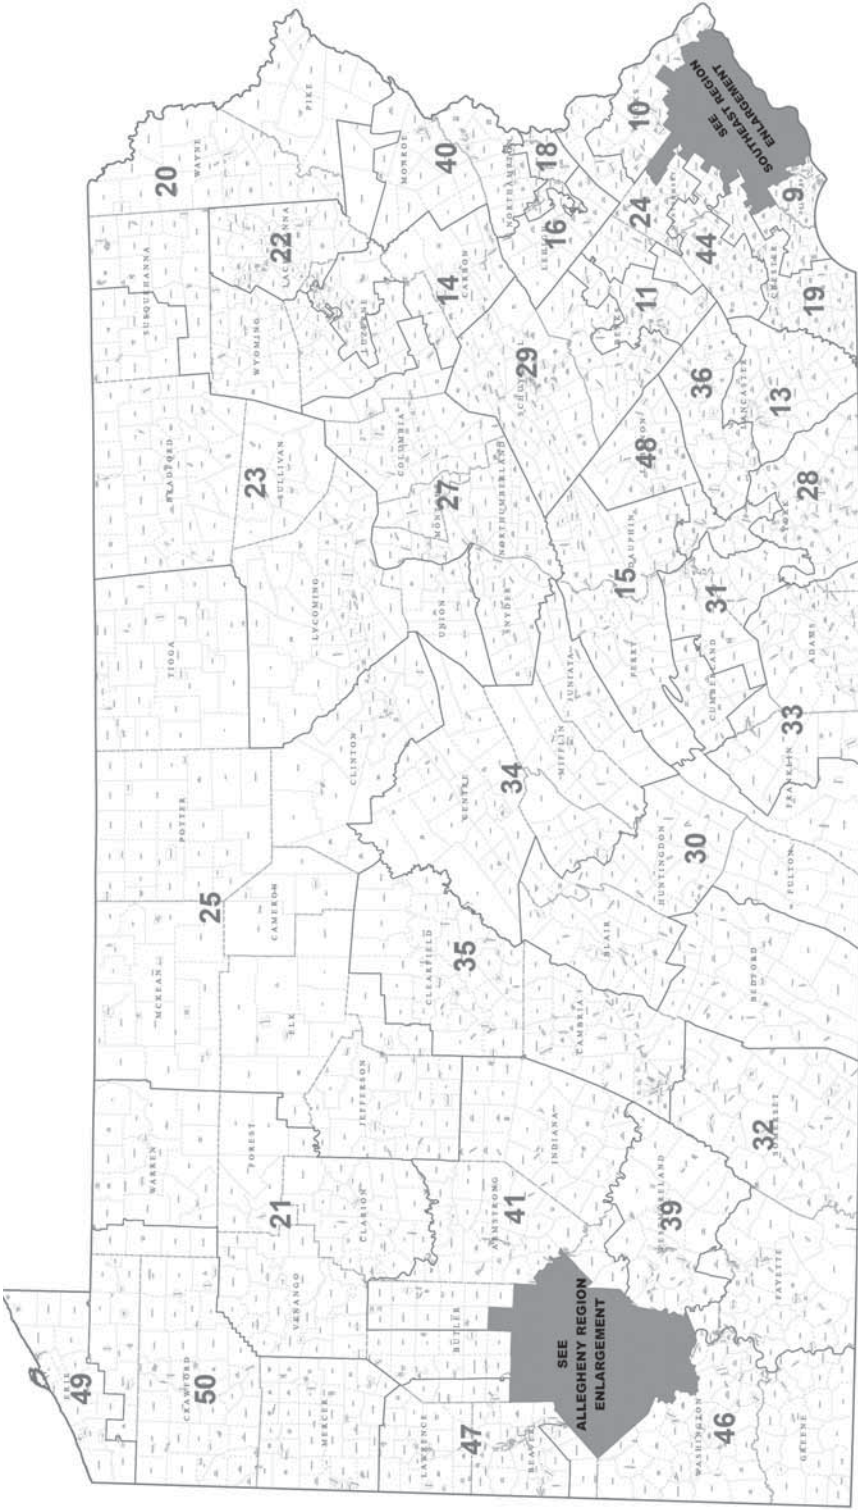 ERIE
49
CRAWFORD
50
MERCER
LAWRENCE
47
BEAVER
WASHINGTON
46
GREENE
VENANGO
BUTLER
SEE
ALLEGHENY REGION
ENLARGEMENT
WARREN
FOREST
21
CLARION
ARMSTRONG
41
WESTMORELAND
39
FAYETTE
JEFFERSON
INDIANA
SOMERSET
32
MCKEAN
25
ELK
CAMERON
CLEARFIELD
35
CAMBRIA
BLAIR
BEDFORD
POTTER
CLINTON
CENTRE
34
MIFFLIN
HUNTINGDON
30
FULTON
FRANKLIN
33
TIOGA
LYCOMING
UNION
SNYDER
JUNIATA
PERRY
CUMBERLAND
31
ADAMS
BRADFORD
23
SULLIVAN
COLUMBIA
27
NORTHUMBERLAND
15
DAUPHIN
YORK
28
SUSQUEHANNA
WYOMING
LUZERNE
22
LACKAWANNA
14
CARBON
29
48
36
LANCASTER
13
20
WAYNE
PIKE
MONROE
40
NORTHAMPTON
18
16
LEHIGH
BERKS
11
24
44
CHESTER
19
9
10
SEE
SOUTHEAST REGION
ENLARGEMENT